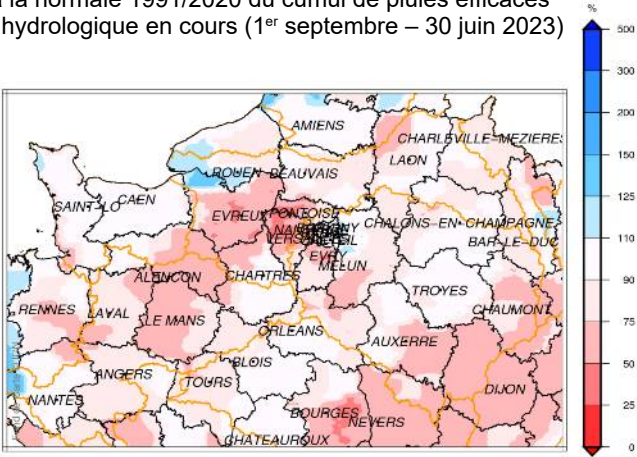 à la normale 1991/2020 du cumul de pluies efficaces
hydrologique en cours (1er septembre – 30 juin 2023)
%
500
300
200
150
125
110
90
75
50
25
0
AMIENS
CHARLEVILLE-MEZIERES
LAON
ROUEN BEAUVAIS
SAINT-LO
CAEN
EVREUX PONTOISE
CHALONS-EN-CHAMPAGNE
BAR-LE-DUC
MELUN
ALENCON
CHARTRES
TROYES
RENNES
LAVAL
LE MANS
CHAUMONT
ORLEANS
AUXERRE
BLOIS
ANGERS
TOURS
DIJON
NANTES
BOURGES
NEVERS
CHATEAUROUX